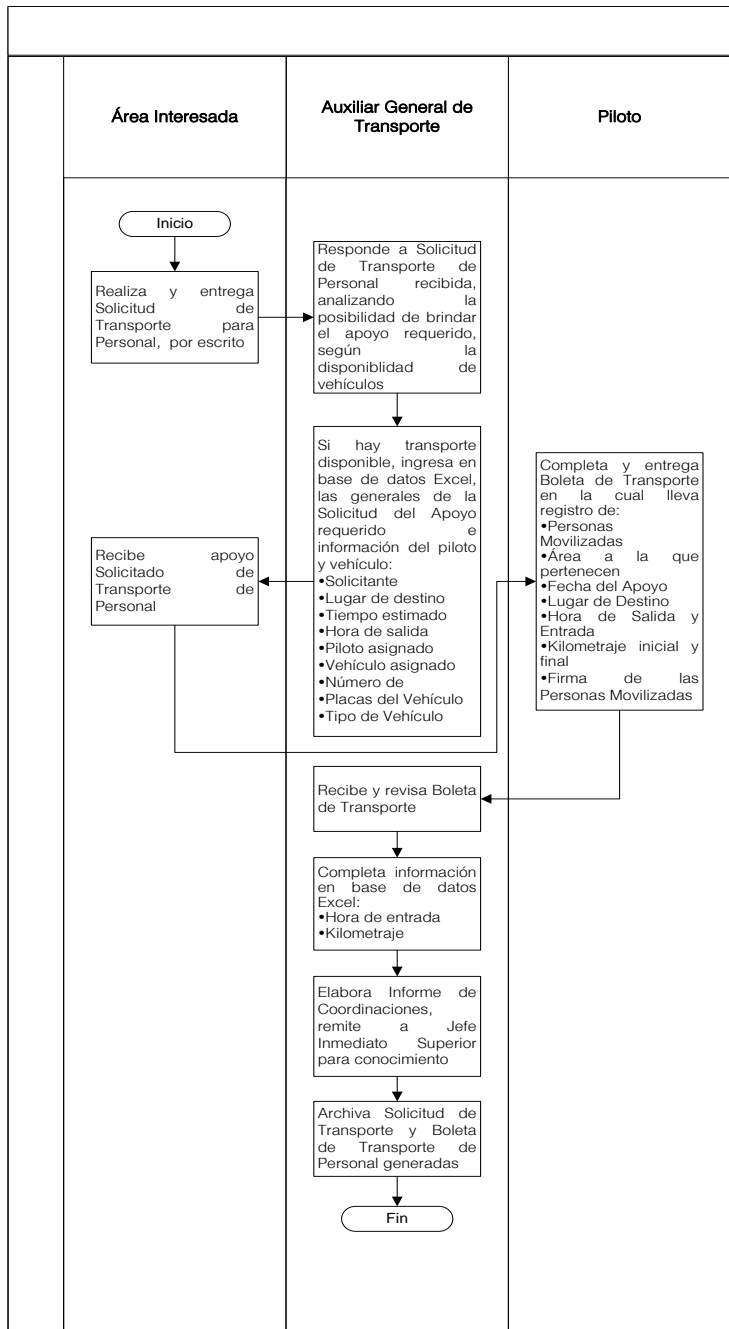 Área Interesada
Auxiliar General de
Transporte
Piloto
Inicio
Realiza y entrega
Solicitud de
Transporte para
Personal, por escrito
Responde a Solicitud
de Transporte de
Personal recibida,
analizando la
posibilidad de brindar
el apoyo requerido,
según la
disponiblidad de
vehículos
Si hay transporte
disponible, ingresa en
base de datos Excel,
las generales de la
Solicitud del Apoyo
requerido e
información del piloto
y vehículo:
•Solicitante
•Lugar de destino
•Tiempo estimado
•Hora de salida
•Piloto asignado
•Vehículo asignado
•Número de
•Placas del Vehículo
•Tipo de Vehículo
Recibe apoyo
Solicitado de
Transporte de
Personal
Completa y entrega
Boleta de Transporte
en la cual lleva
registro de:
•Personas
Movilizadas
•Área a la que
pertenecen
•Fecha del Apoyo
•Lugar de Destino
•Hora de Salida y
Entrada
•Kilometraje inicial y
final
•Firma de las
Personas Movilizadas
Recibe y revisa Boleta
de Transporte
Completa información
en base de datos
Excel:
•Hora de entrada
•Kilometraje
Elabora Informe de
Coordinaciones,
remite a Jefe
Inmediato Superior
para conocimiento
Archiva Solicitud de
Transporte y Boleta
de Transporte de
Personal generadas
Fin